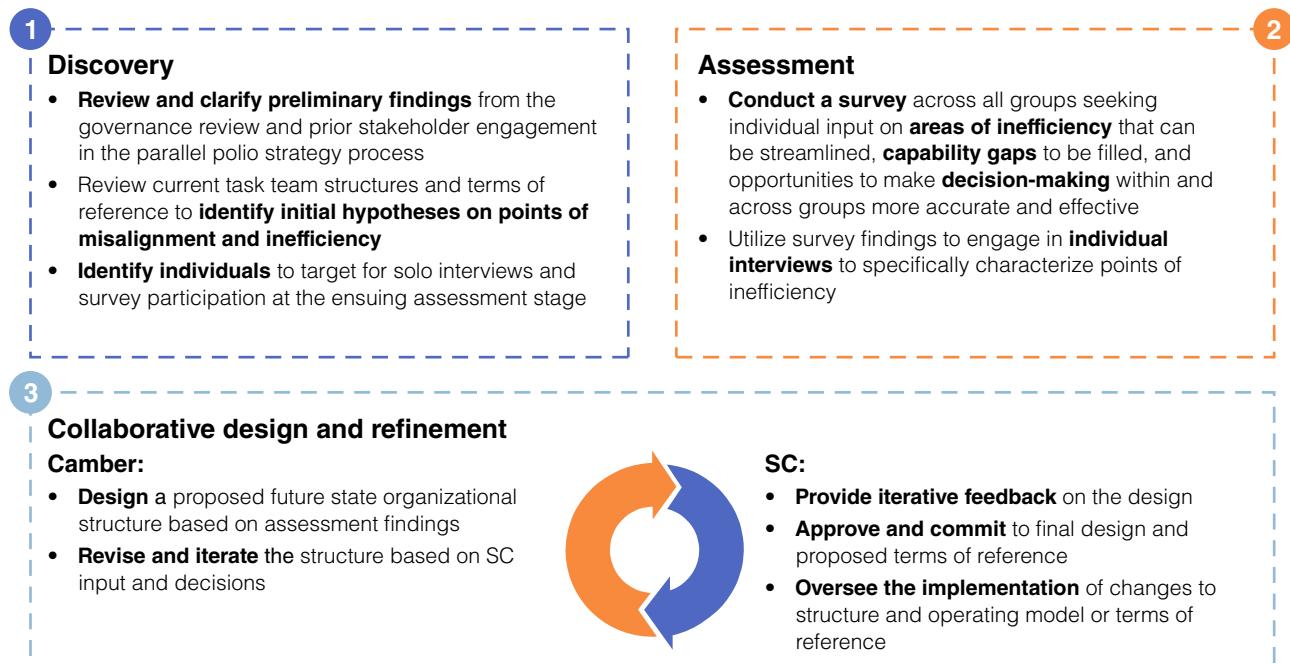 1
Discovery
• Review and clarify preliminary findings from the
governance review and prior stakeholder engagement
in the parallel polio strategy process
• Review current task team structures and terms of
reference to identify initial hypotheses on points of
misalignment and inefficiency
• Identify individuals to target for solo interviews and
survey participation at the ensuing assessment stage
2
Assessment
• Conduct a survey across all groups seeking
individual input on areas of inefficiency that can
be streamlined, capability gaps to be filled, and
opportunities to make decision-making within and
across groups more accurate and effective
• Utilize survey findings to engage in individual
interviews to specifically characterize points of
inefficiency
3
Collaborative design and refinement
Camber:
• Design a proposed future state organizational
structure based on assessment findings
• Revise and iterate the structure based on SC
input and decisions
SC:
• Provide iterative feedback on the design
• Approve and commit to final design and
proposed terms of reference
• Oversee the implementation of changes to
structure and operating model or terms of
reference